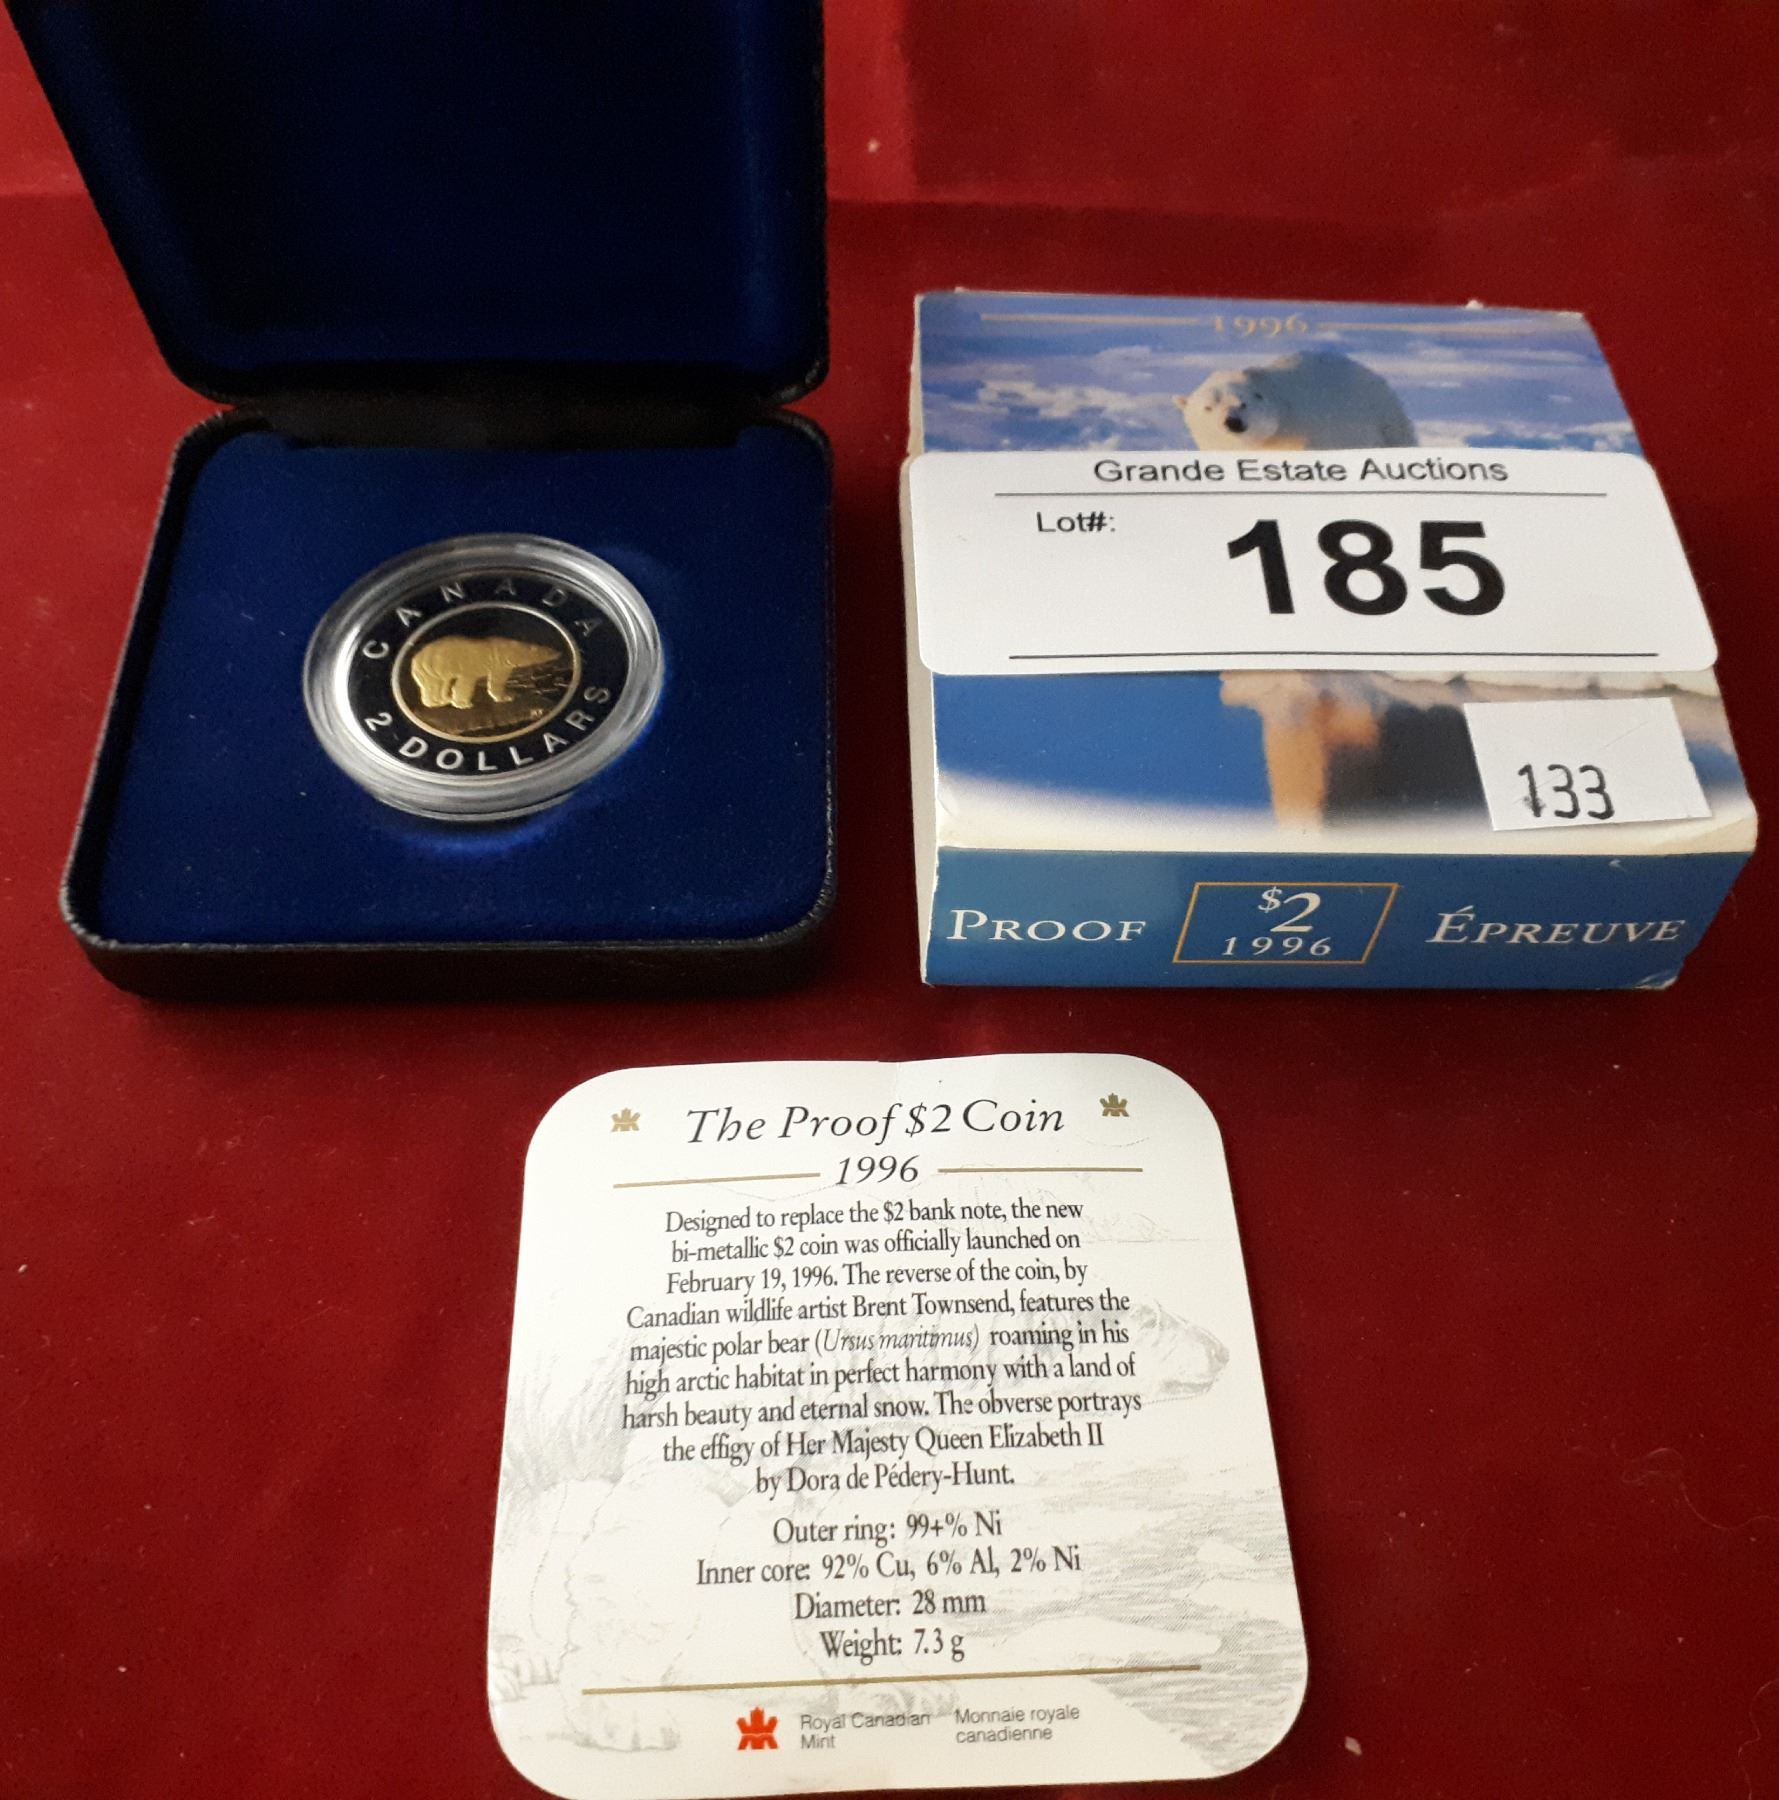 CANADA
2 DOLLARS
1996
Grande Estate Auctions
Lot#: 185
133
PROOF $2 1996 ÉPREUVE
The Proof $2 Coin
1996
Designed to replace the $2 bank note, the new
bi-metallic $2 coin was officially launched on
February 19, 1996. The reverse of the coin, by
Canadian wildlife artist Brent Townsend, features the
majestic polar bear (Ursus maritimus) roaming in his
high arctic habitat in perfect harmony with a land of
harsh beauty and eternal snow. The obverse portrays
the effigy of Her Majesty Queen Elizabeth II
by Dora de Pédery-Hunt.
Outer ring: 99+% Ni
Inner core: 92% Cu, 6% Al, 2% Ni
Diameter: 28 mm
Weight: 7.3 g
Royal Canadian Mint
Monnaie royale canadienne